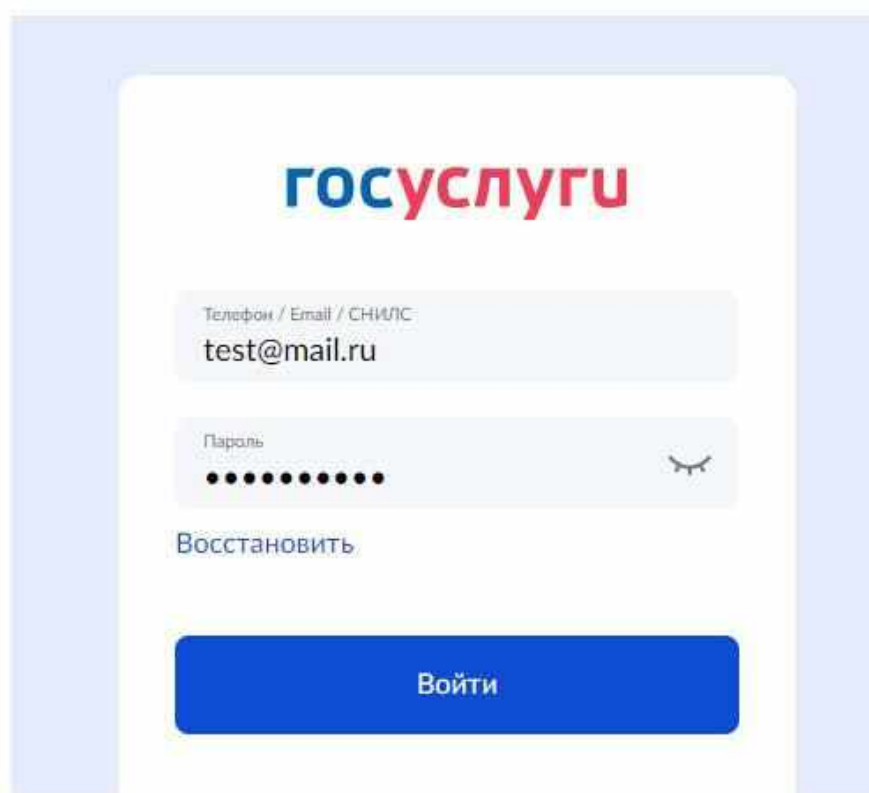 госуслуги
Телефон / Email / СНИЛС
test@mail.ru
Пароль
••••••••••
Восстановить
Войти